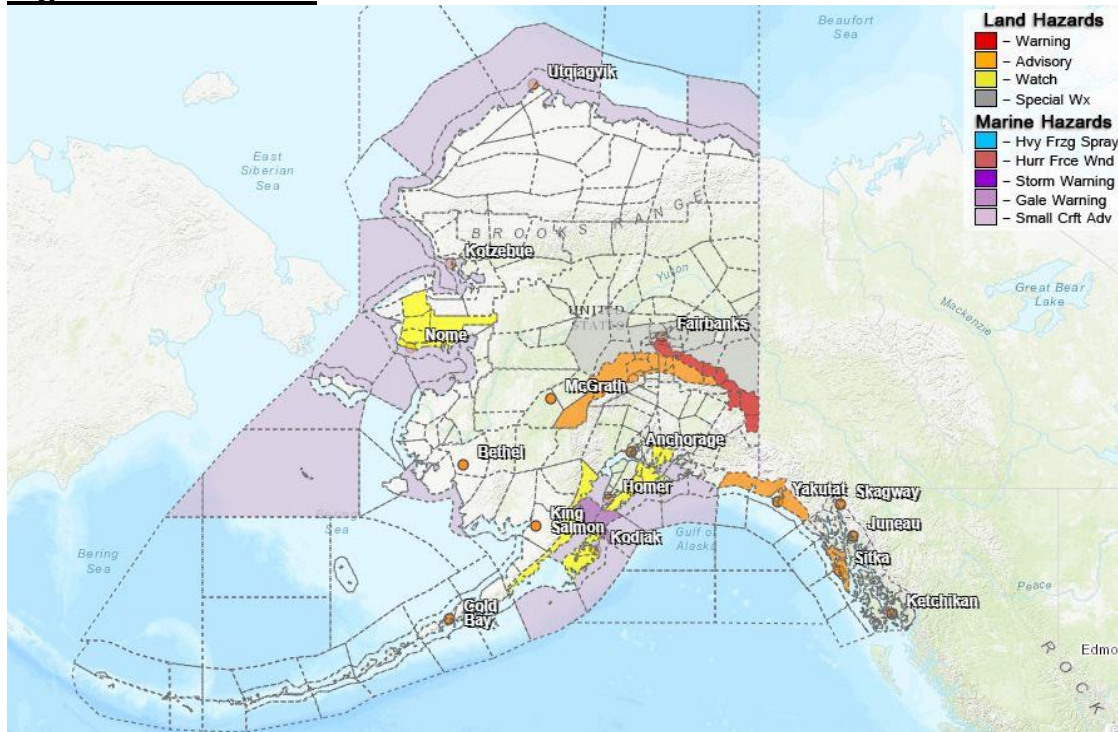 Beaufort
Sea
Land Hazards
– Warning
– Advisory
– Watch
– Special Wx
Marine Hazards
– Hvy Frzg Spray
– Hurr Frce Wnd
– Storm Warning
– Gale Warning
– Small Crft Adv
Utqiagvik
East
Siberian
Sea
BROOKS RANGE
Kotzebue
Yukon
Great Bear
Lake
Mackenzie
UNITED
STATES
Fairbanks
Nome
McGrath
Anchorage
Bethel
Homer
Yakutat
Skagway
King
Salmon
Juneau
Kodiak
Gulf of
Alaska
Sitka
Bering
Sea
Sea
Peace
Ketchikan
Cold
Bay
Edmo
ROCK